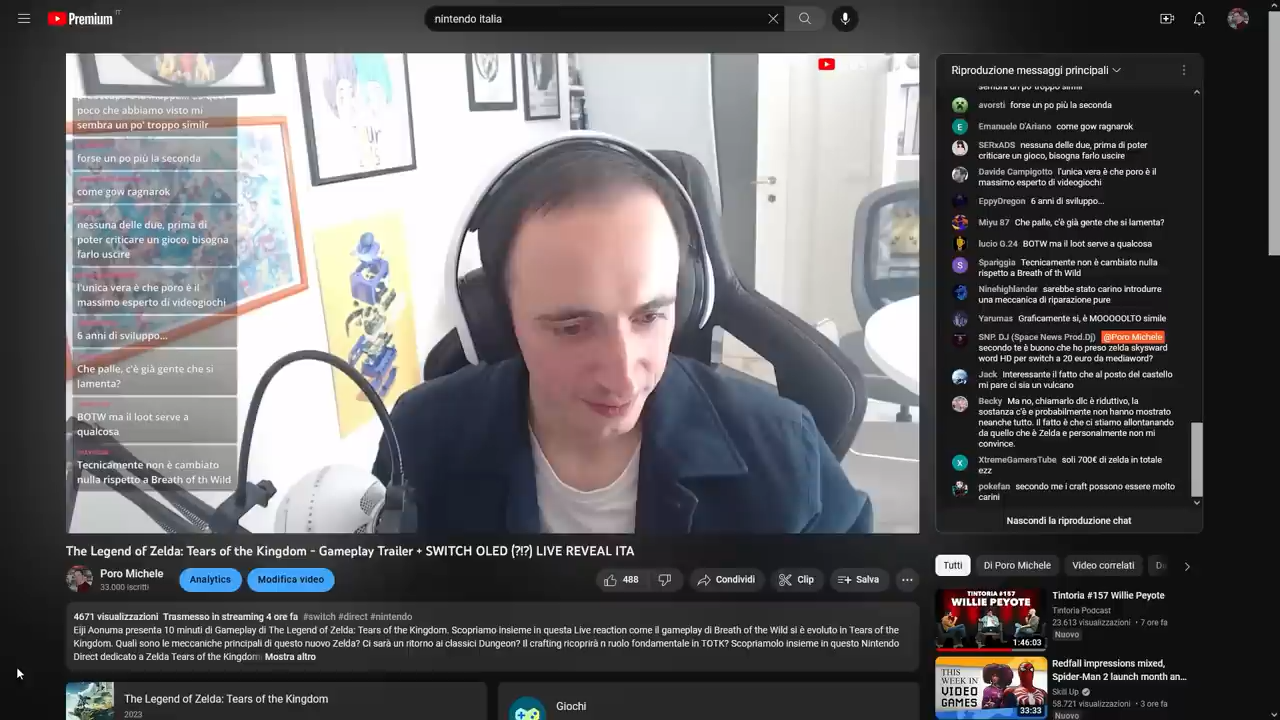 Premium IT
nintendo italia
preoccupa la mappa... da quel
poco che abbiamo visto mi
sembra un po' troppo similr
forse un po più la seconda
come gow ragnarok
nessuna delle due, prima di
poter criticare un gioco, bisogna
farlo uscire
l'unica vera è che poro è il
massimo esperto di videogiochi
6 anni di sviluppo...
Che palle, c'è già gente che si
lamenta?
BOTW ma il loot serve a
qualcosa
Tecnicamente non è cambiato
nulla rispetto a Breath of th Wild
The Legend of Zelda: Tears of the Kingdom - Gameplay Trailer + SWITCH OLED (?!?) LIVE REVEAL ITA
Poro Michele
33.000 iscritti
Analytics
Modifica video
488
Condividi
Clip
Salva
4671 visualizzazioni Trasmesso in streaming 4 ore fa #switch #direct #nintendo
Eiji Aonuma presenta 10 minuti di Gameplay di The Legend of Zelda: Tears of the Kingdom. Scopriamo insieme in questa Live reaction come il gameplay di Breath of the Wild si è evoluto in Tears of the
Kingdom. Quali sono le meccaniche principali di questo nuovo Zelda? Ci sarà un ritorno ai classici Dungeon? Il crafting ricoprirà n ruolo fondamentale in TOTK? Scopriamolo insieme in questo Nintendo
Direct dedicato a Zelda Tears of the Kingdom Mostra altro
The Legend of Zelda: Tears of the Kingdom
2023
Giochi
Riproduzione messaggi principali
sembra un po' troppo similr
avorsti forse un po più la seconda
Emanuele D'Ariano come gow ragnarok
SERxADS nessuna delle due, prima di poter
criticare un gioco, bisogna farlo uscire
Davide Campigotto l'unica vera è che poro è il
massimo esperto di videogiochi
EppyDregon 6 anni di sviluppo...
Miyu 87 Che palle, c'è già gente che si lamenta?
lucio G.24 BOTW ma il loot serve a qualcosa
Spariggia Tecnicamente non è cambiato nulla
rispetto a Breath of th Wild
Ninehighlander sarebbe stato carino introdurre
una meccanica di riparazione pure
Yarumas Graficamente si, è MOOOOOLTO simile
SNP. DJ (Space News Prod.Dj) @Poro Michele
secondo te è buono che ho preso zelda skysward
word HD per switch a 20 euro da mediaword?
Jack Interessante il fatto che al posto del castello
mi pare ci sia un vulcano
Becky Ma no, chiamarlo dlc è riduttivo, la
sostanza c'è e probabilmente non hanno mostrato
neanche tutto. Il fatto è che ci stiamo allontanando
da quello che è Zelda e personalmente non mi
convince.
XtremeGamersTube soli 700€ di zelda in totale
ezz
pokefan secondo me i craft possono essere molto
carini
Nascondi la riproduzione chat
Tutti
Di Poro Michele
Video correlati
TINTORIA #157
WILLIE PEYOTE
1:46:03
Tintoria #157 Willie Peyote
Tintoria Podcast
23.613 visualizzazioni • 7 ore fa
Nuovo
THIS WEEK IN
VIDEO
GAMES
33:33
Redfall impressions mixed,
Spider-Man 2 launch month an...
Skill Up
58.721 visualizzazioni • 3 ore fa
Nuovo